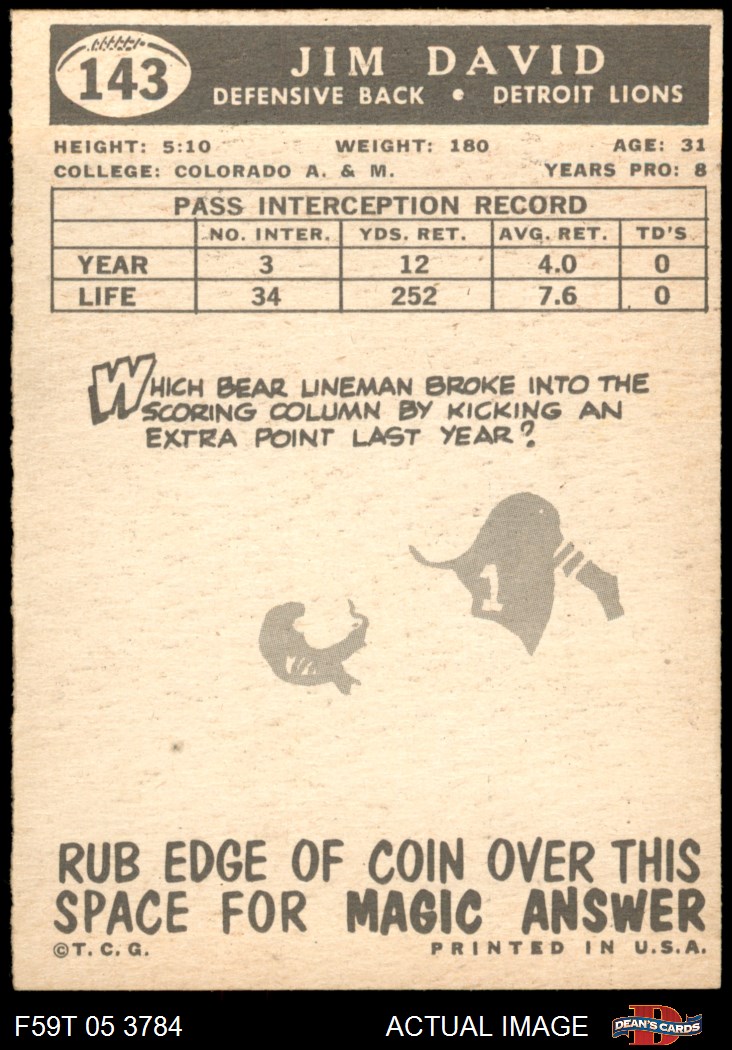 143
JIM DAVID
DEFENSIVE BACK • DETROIT LIONS
HEIGHT: 5:10 WEIGHT: 180 AGE: 31
COLLEGE: COLORADO A. & M. YEARS PRO: 8
PASS INTERCEPTION RECORD
NO. INTER. YDS. RET. AVG. RET. TD'S
YEAR 3 12 4.0 0
LIFE 34 252 7.6 0
WHICH BEAR LINEMAN BROKE INTO THE
SCORING COLUMN BY KICKING AN
EXTRA POINT LAST YEAR?
1
RUB EDGE OF COIN OVER THIS
SPACE FOR MAGIC ANSWER
©T. C. G. PRINTED IN U.S.A.
F59T 05 3784 ACTUAL IMAGE DEAN'S CARDS